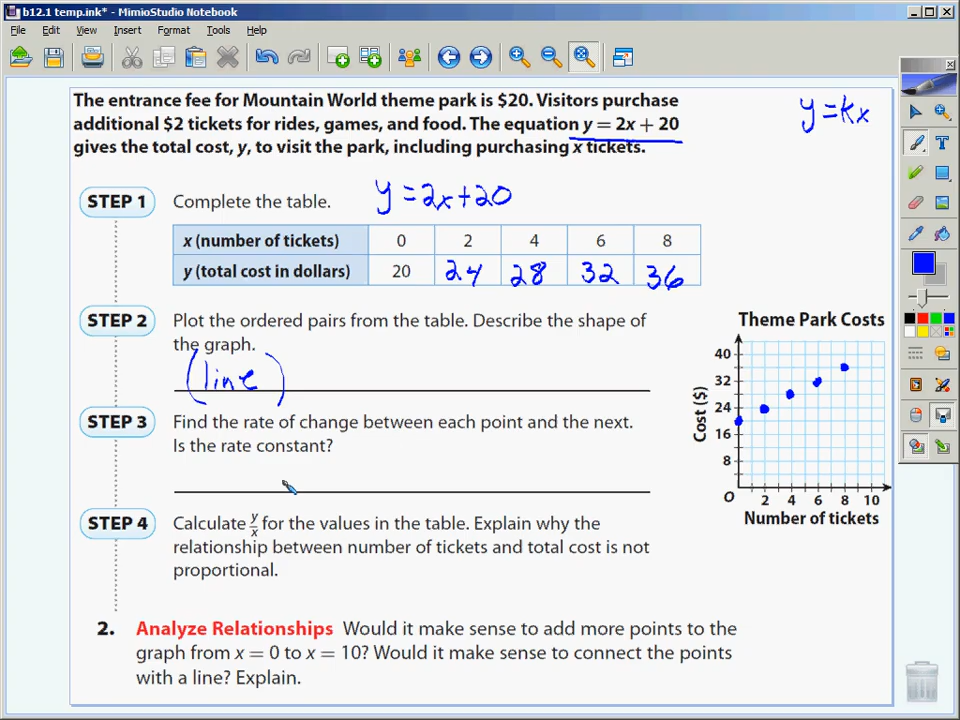 b12.1 temp.ink* - MimioStudio Notebook
File Edit View Insert Format Tools Help
The entrance fee for Mountain World theme park is $20. Visitors purchase
additional $2 tickets for rides, games, and food. The equation y = 2x + 20
gives the total cost, y, to visit the park, including purchasing x tickets.
y = kx
STEP 1 Complete the table. y = 2x + 20
x (number of tickets) 0 2 4 6 8
y (total cost in dollars) 20 24 28 32 36
STEP 2 Plot the ordered pairs from the table. Describe the shape of
the graph.
(line)
STEP 3 Find the rate of change between each point and the next.
Is the rate constant?
STEP 4 Calculate y/x for the values in the table. Explain why the
relationship between number of tickets and total cost is not
proportional.
Theme Park Costs
Cost ($)
40
32
24
16
8
O 2 4 6 8 10
Number of tickets
2. Analyze Relationships Would it make sense to add more points to the
graph from x = 0 to x = 10? Would it make sense to connect the points
with a line? Explain.
T